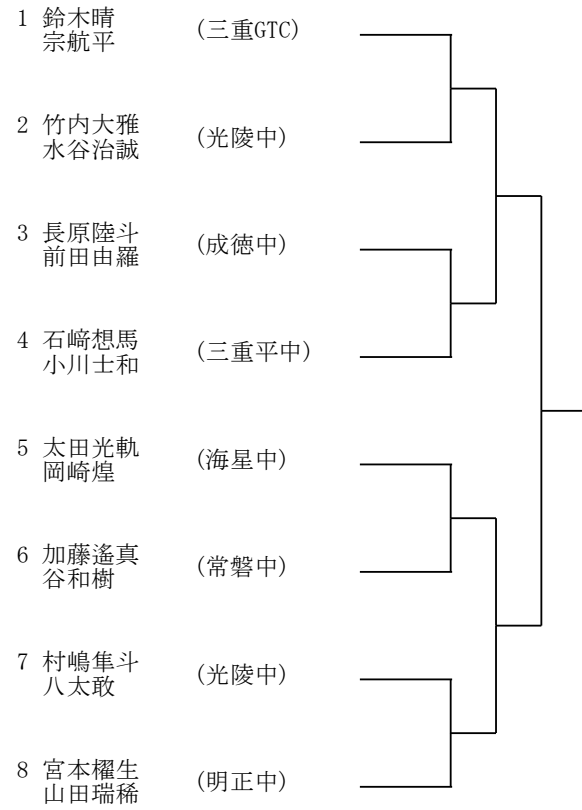 1 鈴木晴 (三重GTC)
宗航平
2 竹内大雅 (光陵中)
水谷治誠
3 長原陸斗 (成徳中)
前田由羅
4 石﨑想馬 (三重平中)
小川士和
5 太田光軌 (海星中)
岡崎煌
6 加藤遙真 (常磐中)
谷和樹
7 村嶋隼斗 (光陵中)
八太敢
8 宮本櫂生 (明正中)
山田瑞稀